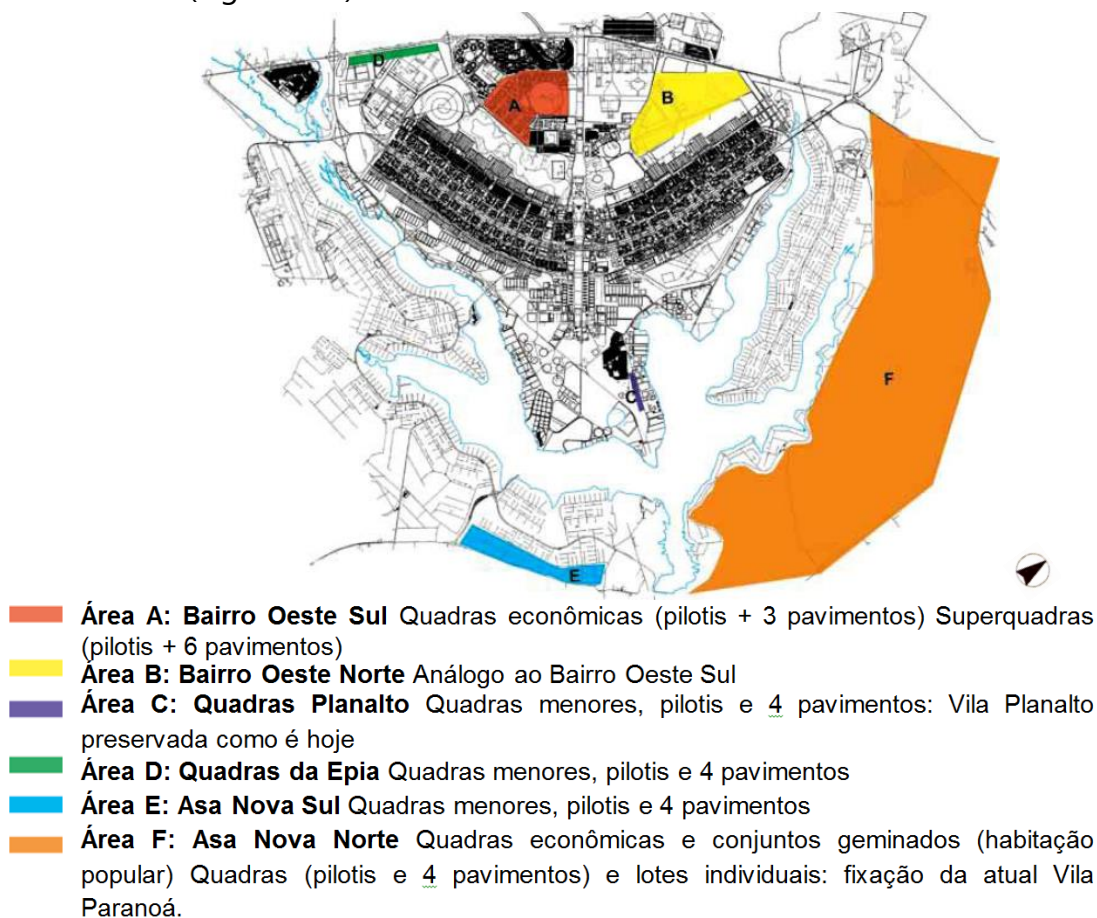 D
A
B
F
C
E
Área A: Bairro Oeste Sul Quadras econômicas (pilotis + 3 pavimentos) Superquadras
(pilotis + 6 pavimentos)
Área B: Bairro Oeste Norte Análogo ao Bairro Oeste Sul
Área C: Quadras Planalto Quadras menores, pilotis e 4 pavimentos: Vila Planalto
preservada como é hoje
Área D: Quadras da Epia Quadras menores, pilotis e 4 pavimentos
Área E: Asa Nova Sul Quadras menores, pilotis e 4 pavimentos
Área F: Asa Nova Norte Quadras econômicas e conjuntos geminados (habitação
popular) Quadras (pilotis e 4 pavimentos) e lotes individuais: fixação da atual Vila
Paranoá.